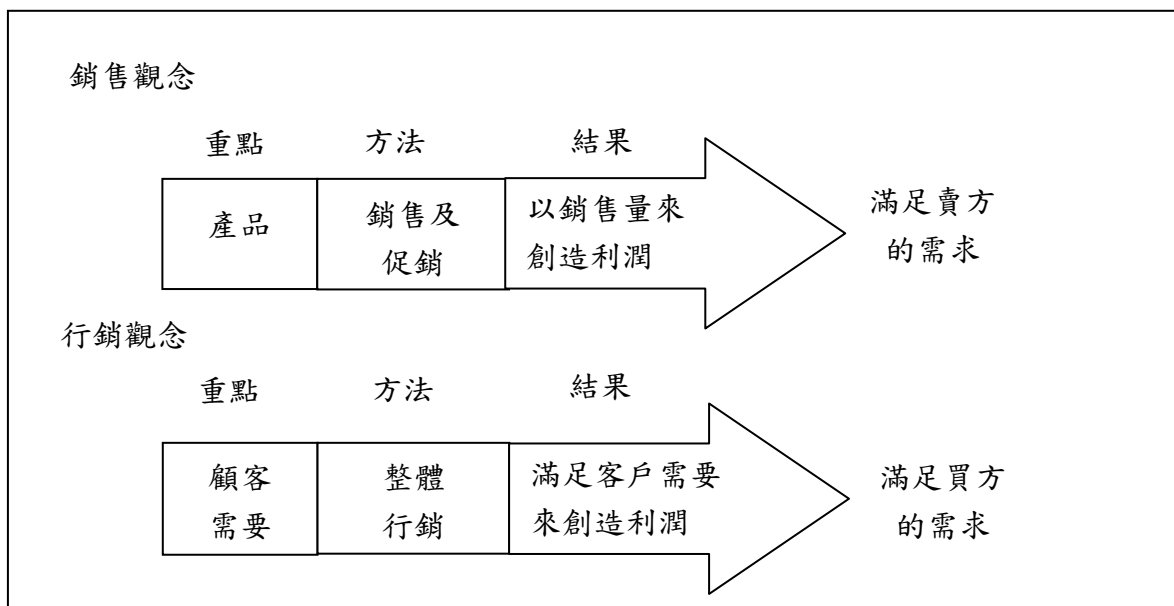 銷售觀念
重點 方法 結果
產品 銷售及 以銷售量來 滿足賣方
促銷 創造利潤 的需求
行銷觀念
重點 方法 結果
顧客 整體 滿足客戶需要 滿足買方
需要 行銷 來創造利潤 的需求